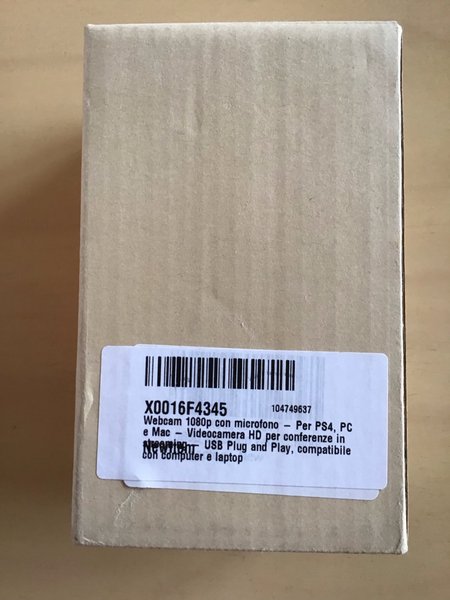 X0016F4345 104749637
Webcam 1080p con microfono – Per PS4, PC
e Mac – Videocamera HD per conferenze in
streaming – USB Plug and Play, compatibile
con computer e laptop